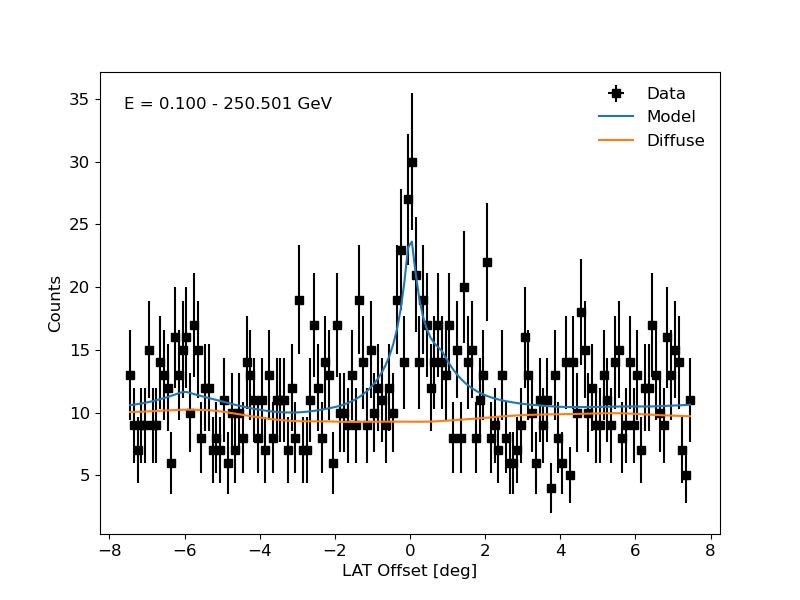 E = 0.100 - 250.501 GeV
Data
Model
Diffuse
35
30
25
20
15
10
5
Counts
−8 −6 −4 −2 0 2 4 6 8
LAT Offset [deg]